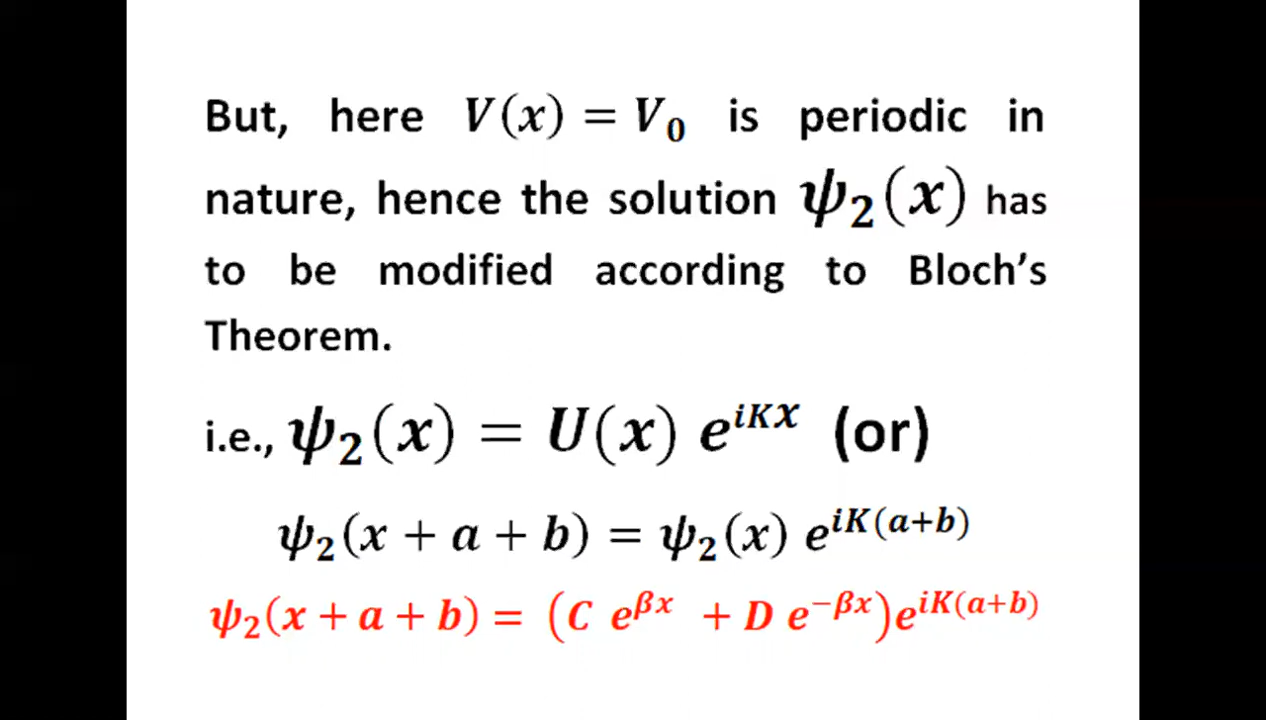 But, here V(x) = V₀ is periodic in
nature, hence the solution ψ₂(x) has
to be modified according to Bloch’s
Theorem.
i.e., ψ₂(x) = U(x) e^{iKx} (or)
ψ₂(x + a + b) = ψ₂(x) e^{iK(a+b)}
ψ₂(x + a + b) = (C e^{βx} + D e^{−βx})e^{iK(a+b)}